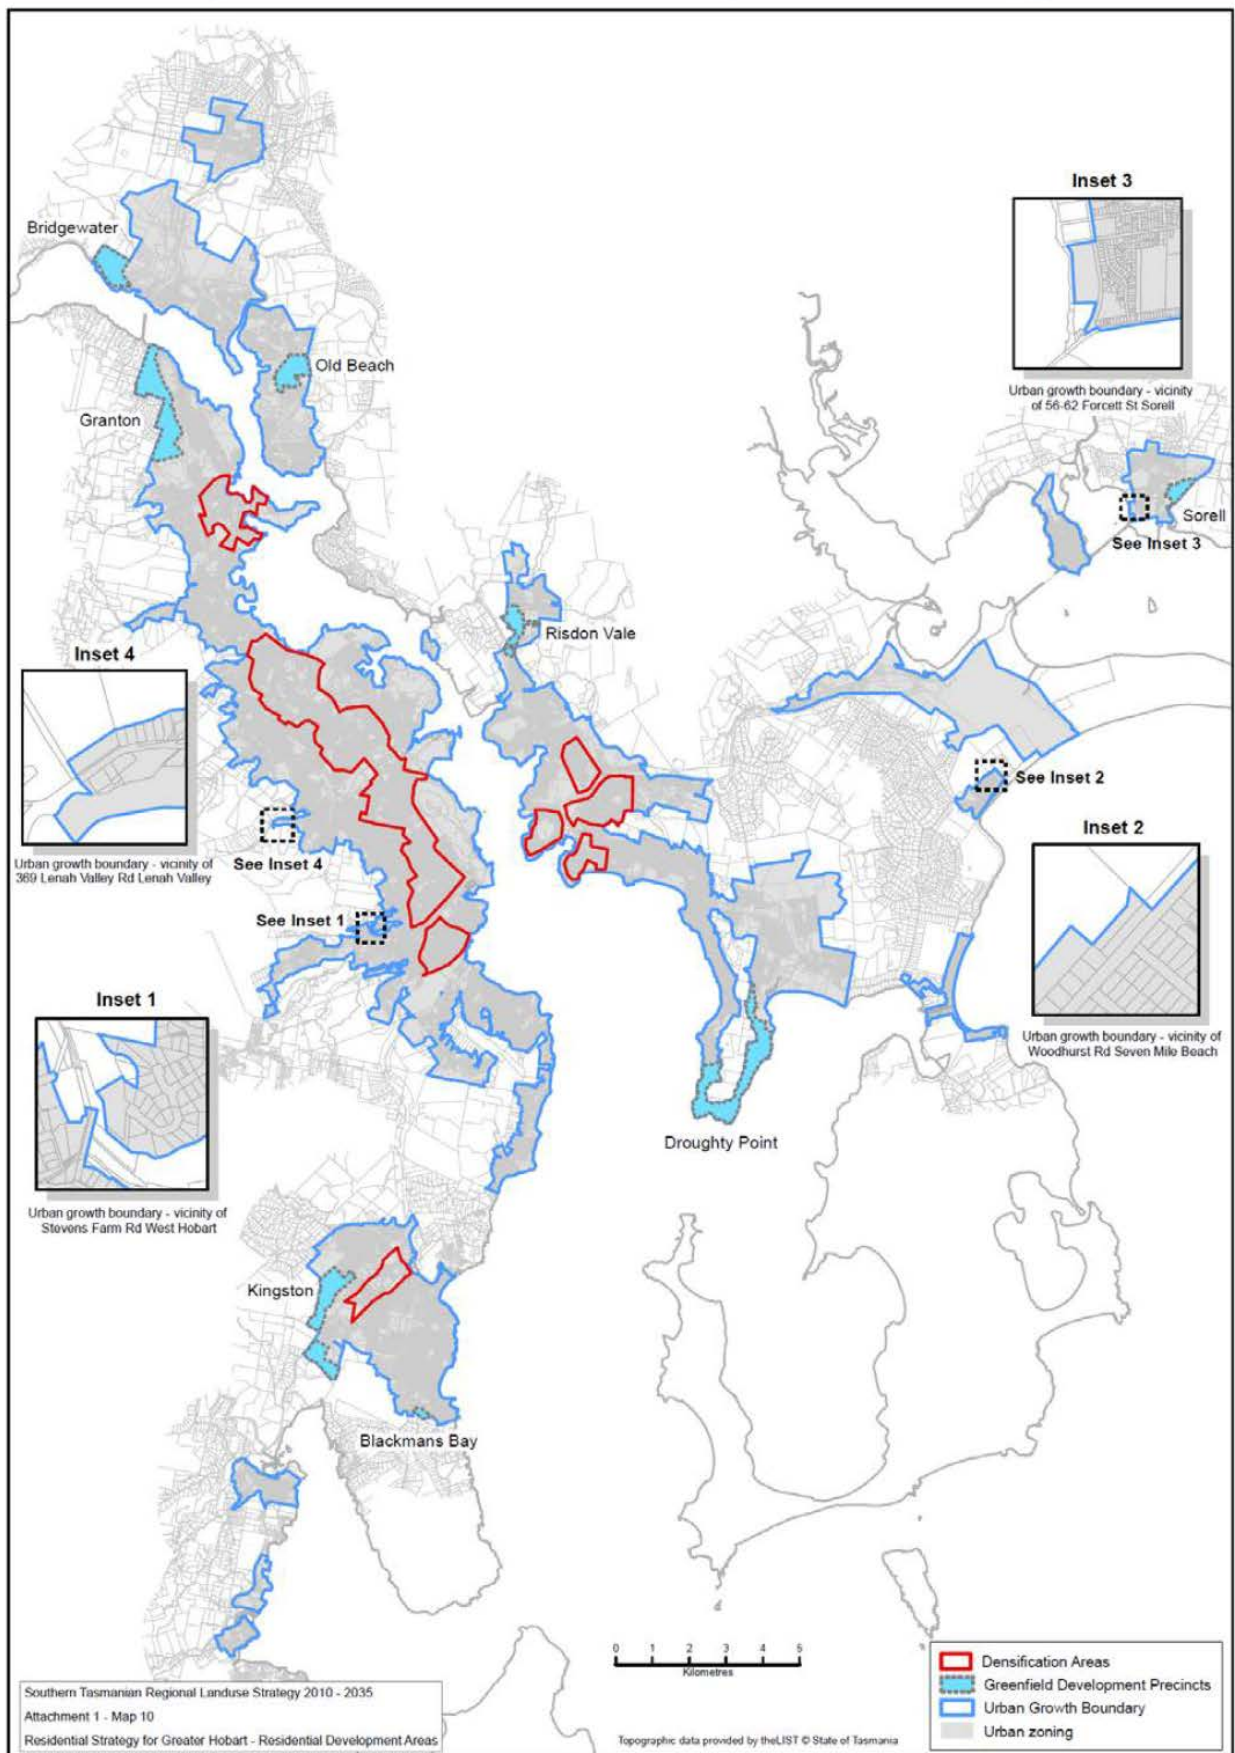 Inset 3
Bridgewater
Urban growth boundary - vicinity
of 56-62 Forcett St Sorell
Old Beach
Granton
Sorell
See Inset 3
Risdon Vale
Inset 4
Urban growth boundary - vicinity of
369 Lenah Valley Rd Lenah Valley
See Inset 4
See Inset 2
Inset 2
Urban growth boundary - vicinity of
Woodhurst Rd Seven Mile Beach
See Inset 1
Inset 1
Urban growth boundary - vicinity of
Stevens Farm Rd West Hobart
Droughty Point
Kingston
Blackmans Bay
0 1 2 3 4 5
Kilometres
Densification Areas
Greenfield Development Precincts
Urban Growth Boundary
Urban zoning
Southern Tasmanian Regional Landuse Strategy 2010 - 2035
Attachment 1 - Map 10
Residential Strategy for Greater Hobart - Residential Development Areas
Topographic data provided by theLIST © State of Tasmania